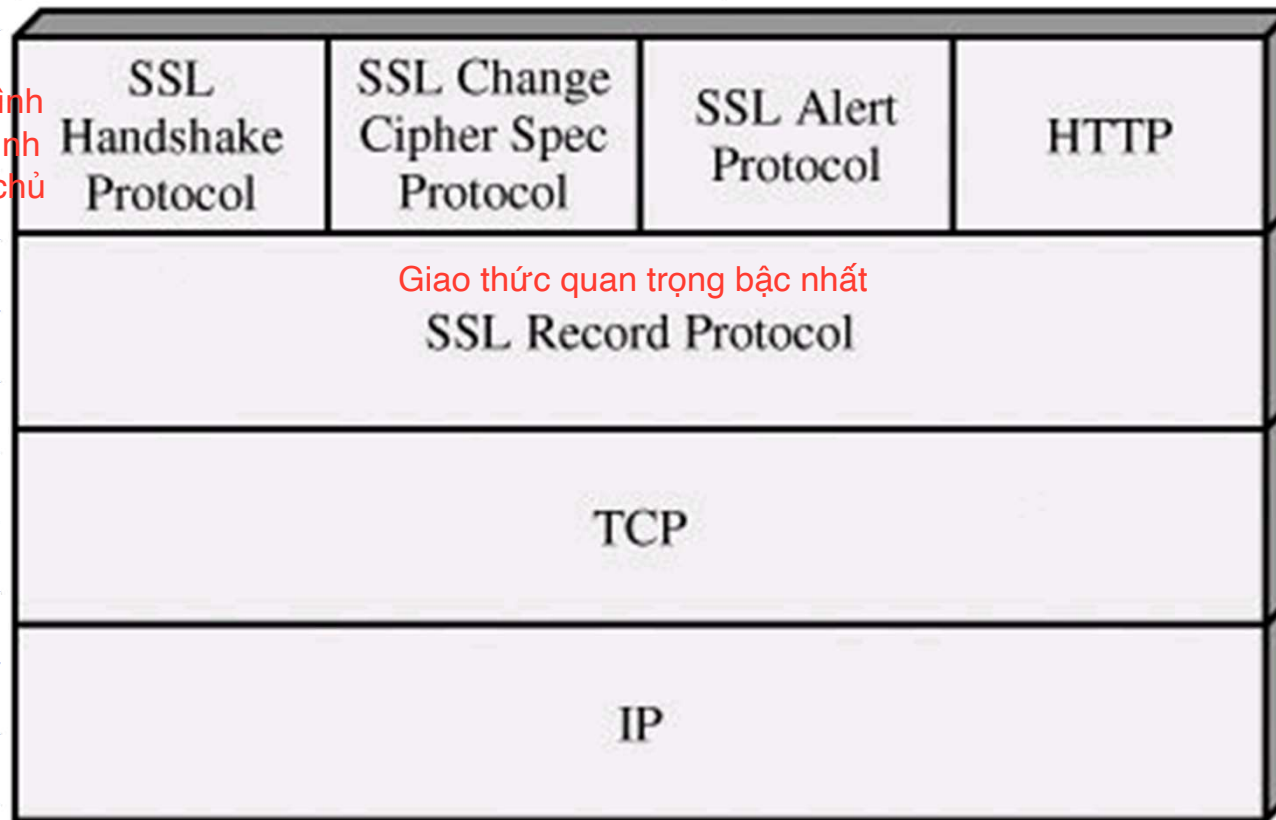 SSL
Handshake
Protocol
SSL Change
Cipher Spec
Protocol
SSL Alert
Protocol
HTTP
chủ
Giao thức quan trọng bậc nhất
SSL Record Protocol
TCP
IP